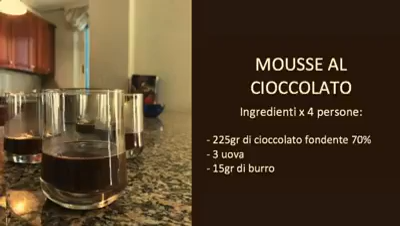 MOUSSE AL
CIOCCOLATO
Ingredienti x 4 persone:
- 225gr di cioccolato fondente 70%
- 3 uova
- 15gr di burro